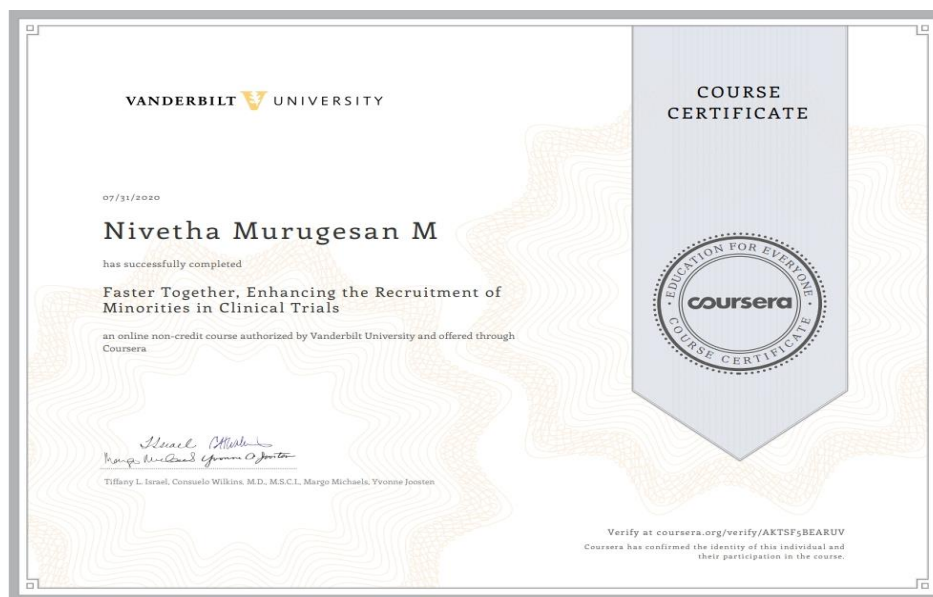 VANDERBILT UNIVERSITY
COURSE
CERTIFICATE
07/31/2020
Nivetha Murugesan M
has successfully completed
Faster Together, Enhancing the Recruitment of
Minorities in Clinical Trials
an online non-credit course authorized by Vanderbilt University and offered through
Coursera
EDUCATION FOR EVERYONE
coursera
COURSE CERTIFICATE
Tiffany L. Israel, Consuelo Wilkins, M.D., M.S.C.I., Margo Michaels, Yvonne Joosten
Verify at coursera.org/verify/AKTSF5BEARUV
Coursera has confirmed the identity of this individual and
their participation in the course.